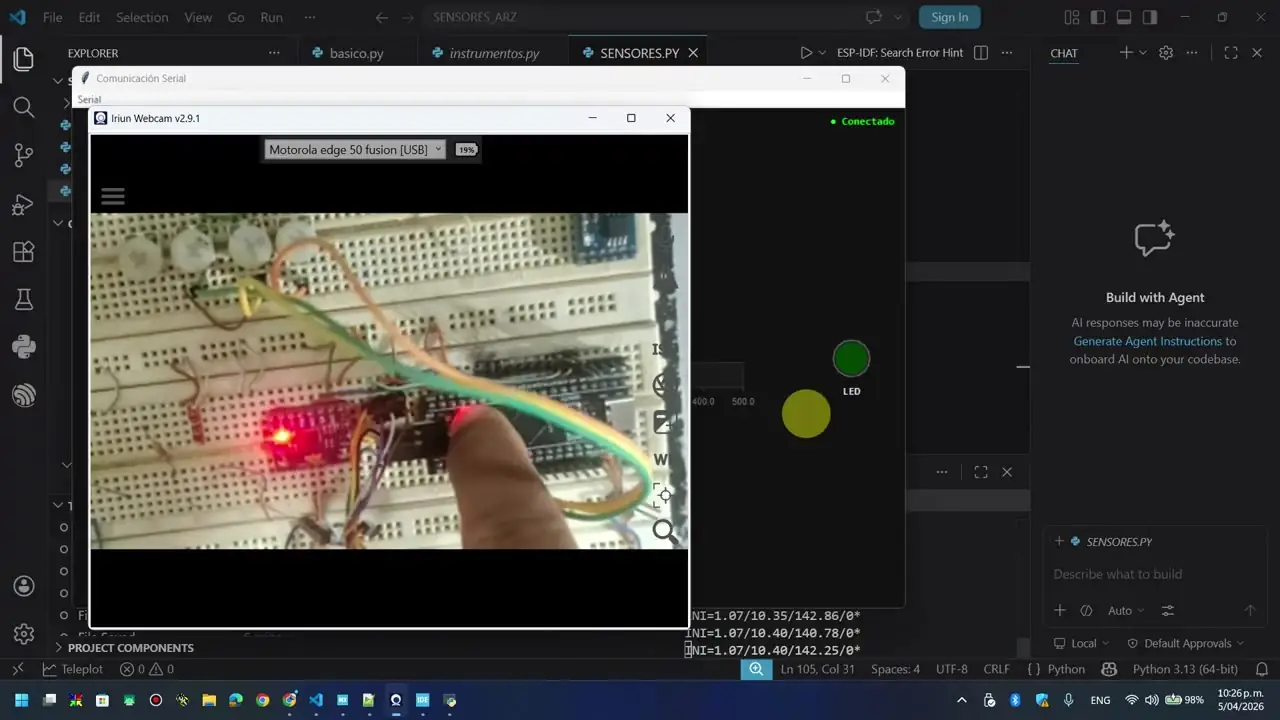 File Edit Selection View Go Run ··· SENSORES_ARZ Sign In
EXPLORER ··· basico.py instrumentos.py SENSORES.PY ESP-IDF: Search Error Hint ··· CHAT
Comunicación Serial
Serial
Iriun Webcam v2.9.1
● Conectado
Motorola edge 50 fusion [USB] 19%
400.0 500.0
LED
W
Build with Agent
AI responses may be inaccurate
Generate Agent Instructions to
onboard AI onto your codebase.
SENSORES.PY
Describe what to build
Auto
Local Default Approvals
INI=1.07/10.35/142.86/0*
INI=1.07/10.40/140.78/0*
INI=1.07/10.40/142.25/0*
File Saved
PROJECT COMPONENTS
Teleplot 0 0 Ln 105, Col 31 Spaces: 4 UTF-8 CRLF { } Python Python 3.13 (64-bit)
ENG 98% 10:26 p.m.
5/04/2026